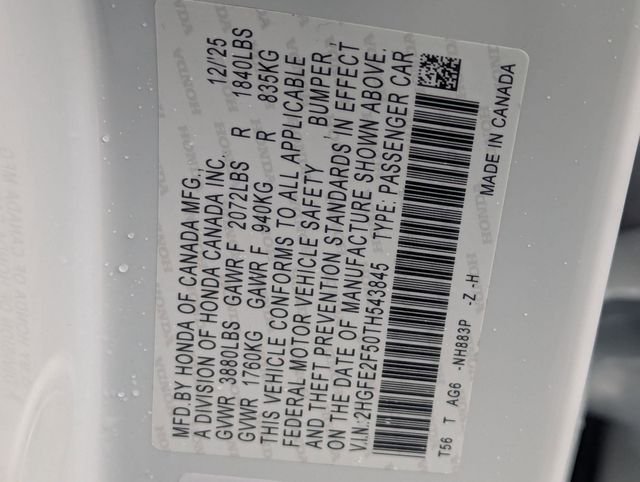 MFD.BY HONDA OF CANADA MFG., 12/'25
A DIVISION OF HONDA CANADA INC.
GVWR 3880LBS GAWR F 2072LBS R 1840LBS
GVWR 1760KG GAWR F 940KG R 835KG
THIS VEHICLE CONFORMS TO ALL APPLICABLE
FEDERAL MOTOR VEHICLE SAFETY , BUMPER ,
AND THEFT PREVENTION STANDARDS IN EFFECT
ON THE DATE OF MANUFACTURE SHOWN ABOVE.
V.I.N.:2HGFE2F50TH543845 TYPE: PASSENGER CAR
T56 T AG6 -NH883P -Z -H
MADE IN CANADA